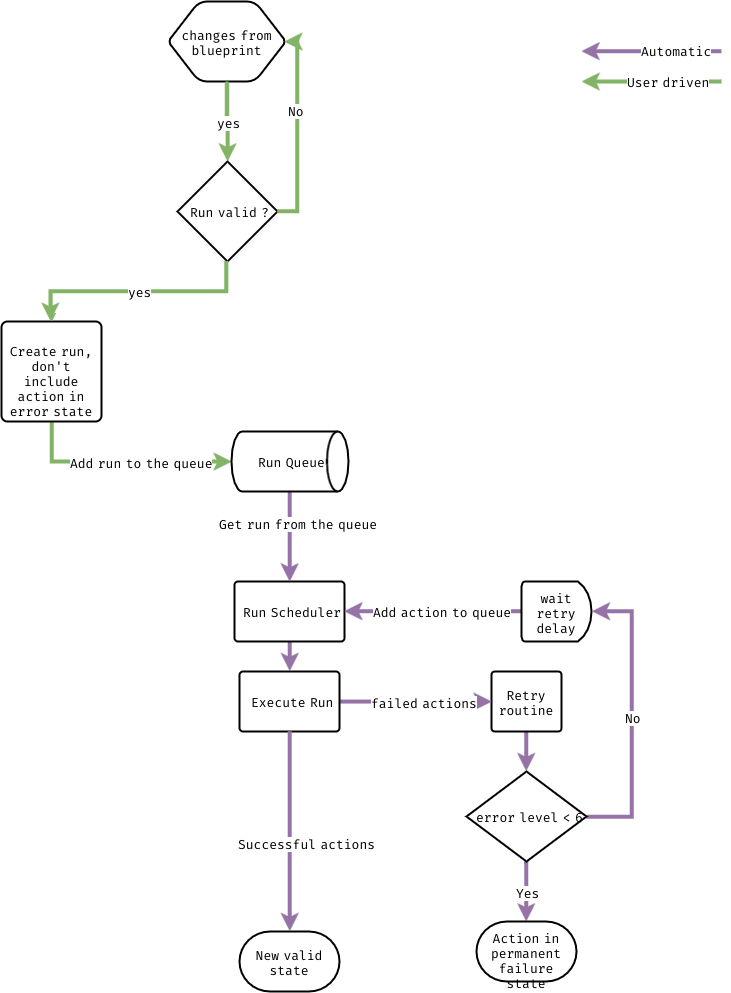 changes from
blueprint
Automatic
User driven
No
yes
Run valid ?
yes
Create run,
don't
include
action in
error state
Add run to the queue
Run Queue
Get run from the queue
wait
retry
delay
Run Scheduler
Add action to queue
Execute Run
failed actions
Retry
routine
No
error level < 6
Successful actions
Yes
New valid
state
Action in
permanent
failure
state